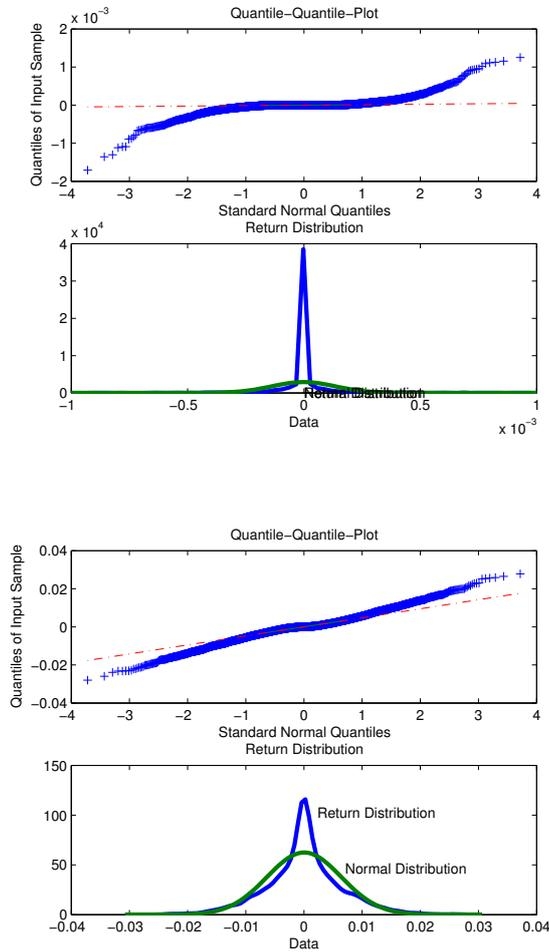 x 10⁻³
Quantile−Quantile−Plot
Quantiles of Input Sample
2
1
0
−1
−2
−4 −3 −2 −1 0 1 2 3 4
Standard Normal Quantiles
x 10⁴
Return Distribution
4
3
2
1
0
−1 −0.5 0 0.5 1
Data
x 10⁻³
Quantile−Quantile−Plot
Quantiles of Input Sample
0.04
0.02
0
−0.02
−0.04
−4 −3 −2 −1 0 1 2 3 4
Standard Normal Quantiles
Return Distribution
150
100
50
0
Return Distribution
Normal Distribution
−0.04 −0.03 −0.02 −0.01 0 0.01 0.02 0.03 0.04
Data